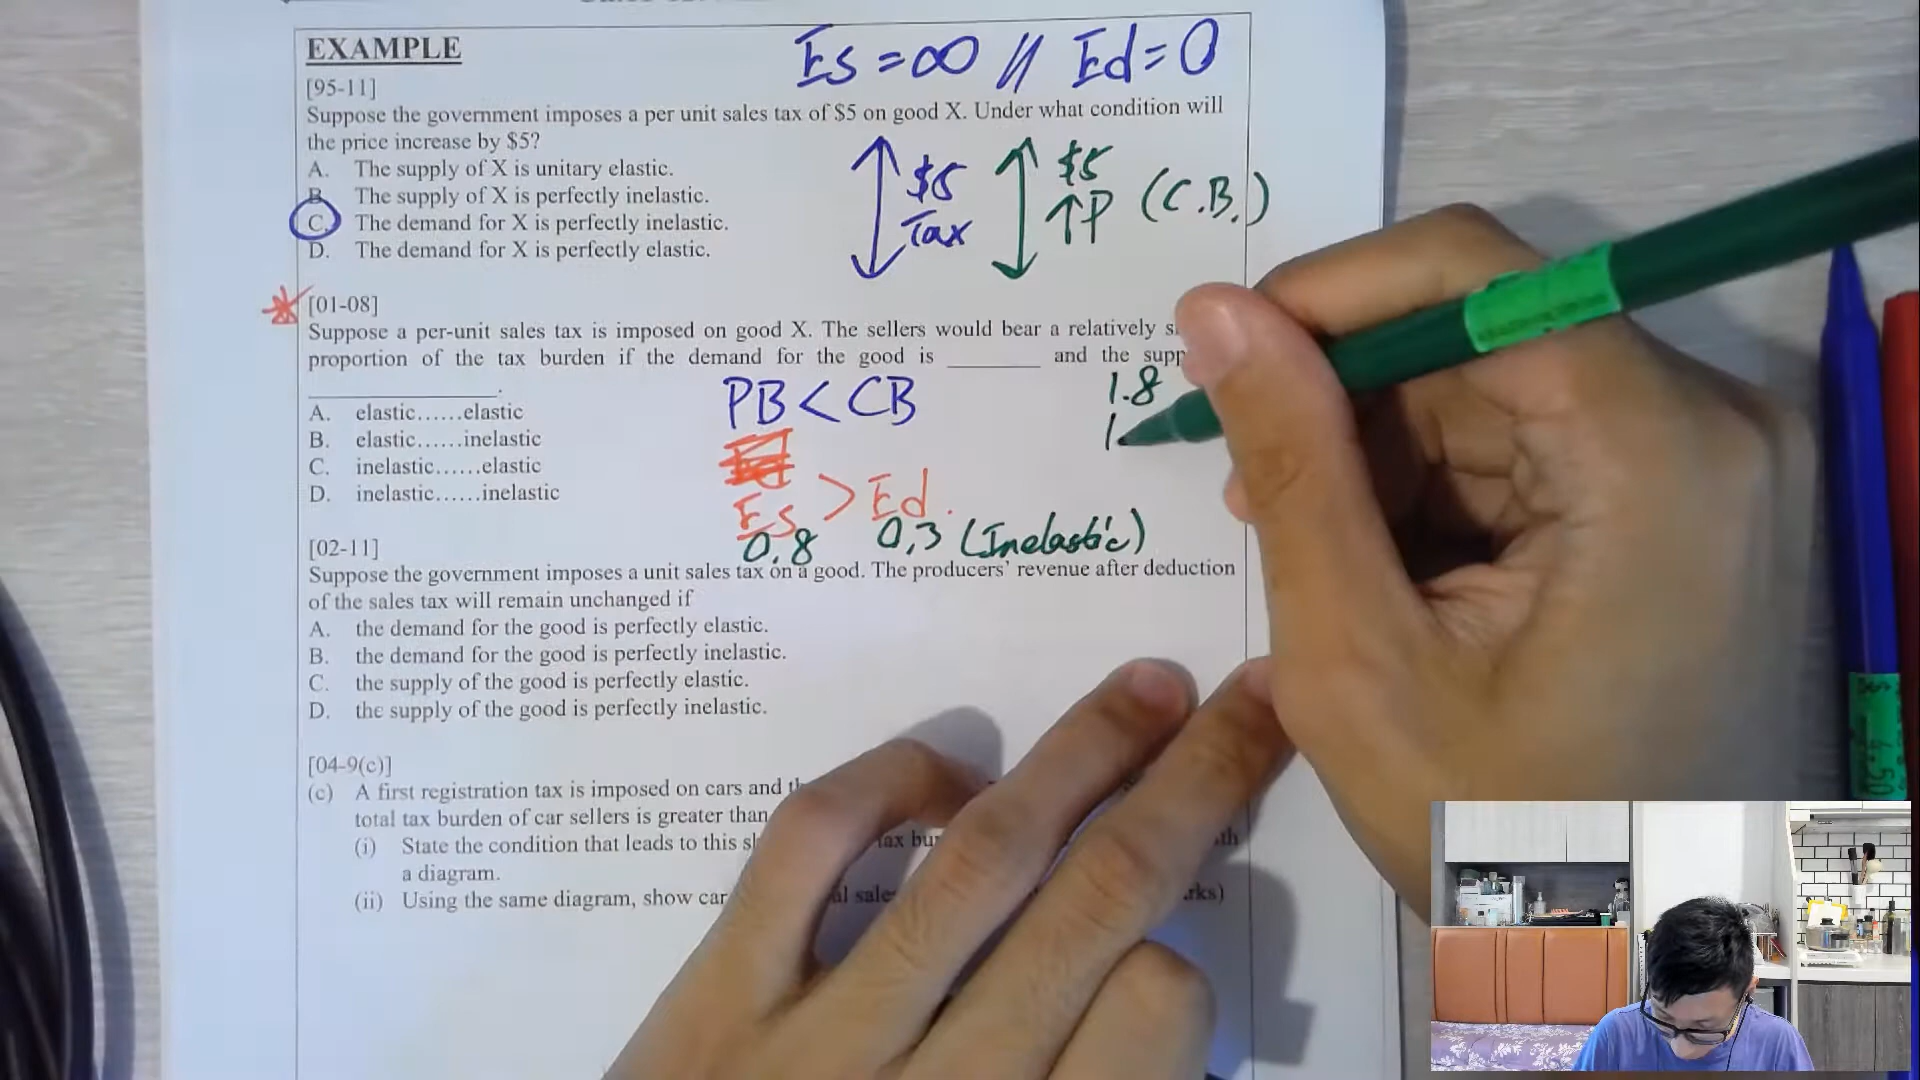 EXAMPLE
Es = ∞ // Ed = 0
[95-11]
Suppose the government imposes a per unit sales tax of $5 on good X. Under what condition will
the price increase by $5?
A. The supply of X is unitary elastic.
B. The supply of X is perfectly inelastic.
C. The demand for X is perfectly inelastic.
D. The demand for X is perfectly elastic.
$5
Tax
$5
↑P (C.B.)
[01-08]
Suppose a per-unit sales tax is imposed on good X. The sellers would bear a relatively
proportion of the tax burden if the demand for the good is ________ and the
____________.
A. elastic……elastic
B. elastic……inelastic
C. inelastic……elastic
D. inelastic……inelastic
PB < CB
Es > Ed.
0.8 0.3 (Inelastic)
1.8
[02-11]
Suppose the government imposes a unit sales tax on a good. The producers' revenue after deduction
of the sales tax will remain unchanged if
A. the demand for the good is perfectly elastic.
B. the demand for the good is perfectly inelastic.
C. the supply of the good is perfectly elastic.
D. the supply of the good is perfectly inelastic.
[04-9(c)]
(c) A first registration tax is imposed on cars and
total tax burden of car sellers is greater than
(i) State the condition that leads to this
a diagram.
(ii) Using the same diagram, show